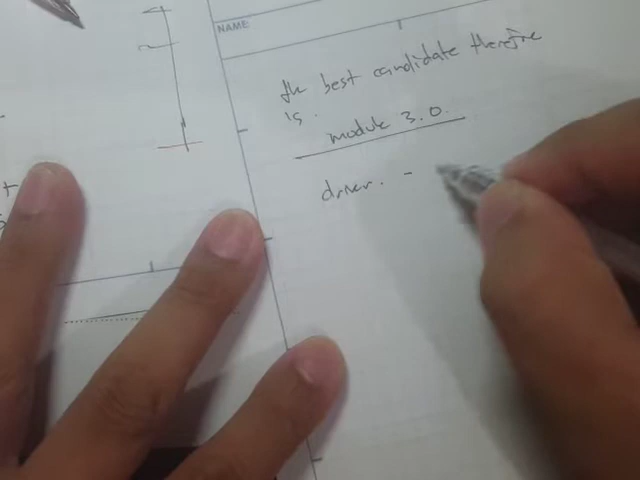 NAME
the best candidate therefore
is.
module 3.0.
driver. -